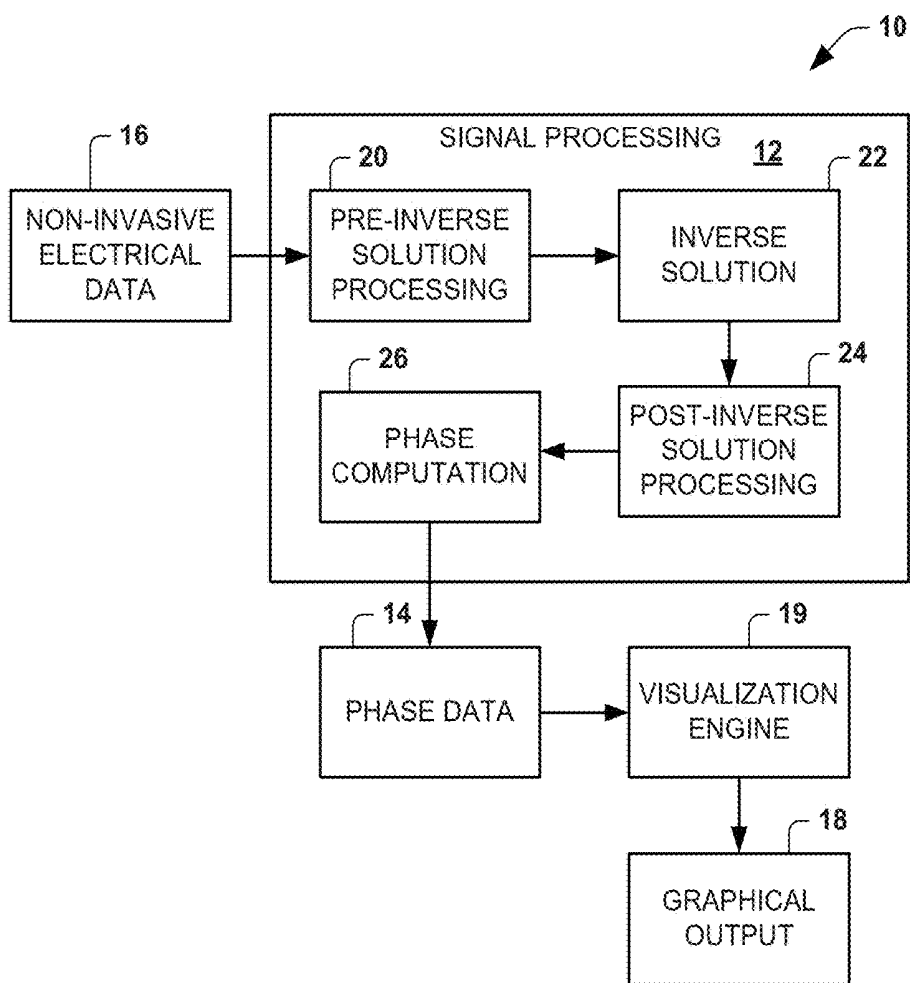 10
SIGNAL PROCESSING
12
16
NON-INVASIVE
ELECTRICAL
DATA
20
PRE-INVERSE
SOLUTION
PROCESSING
22
INVERSE
SOLUTION
24
POST-INVERSE
SOLUTION
PROCESSING
26
PHASE
COMPUTATION
14
PHASE DATA
19
VISUALIZATION
ENGINE
18
GRAPHICAL
OUTPUT